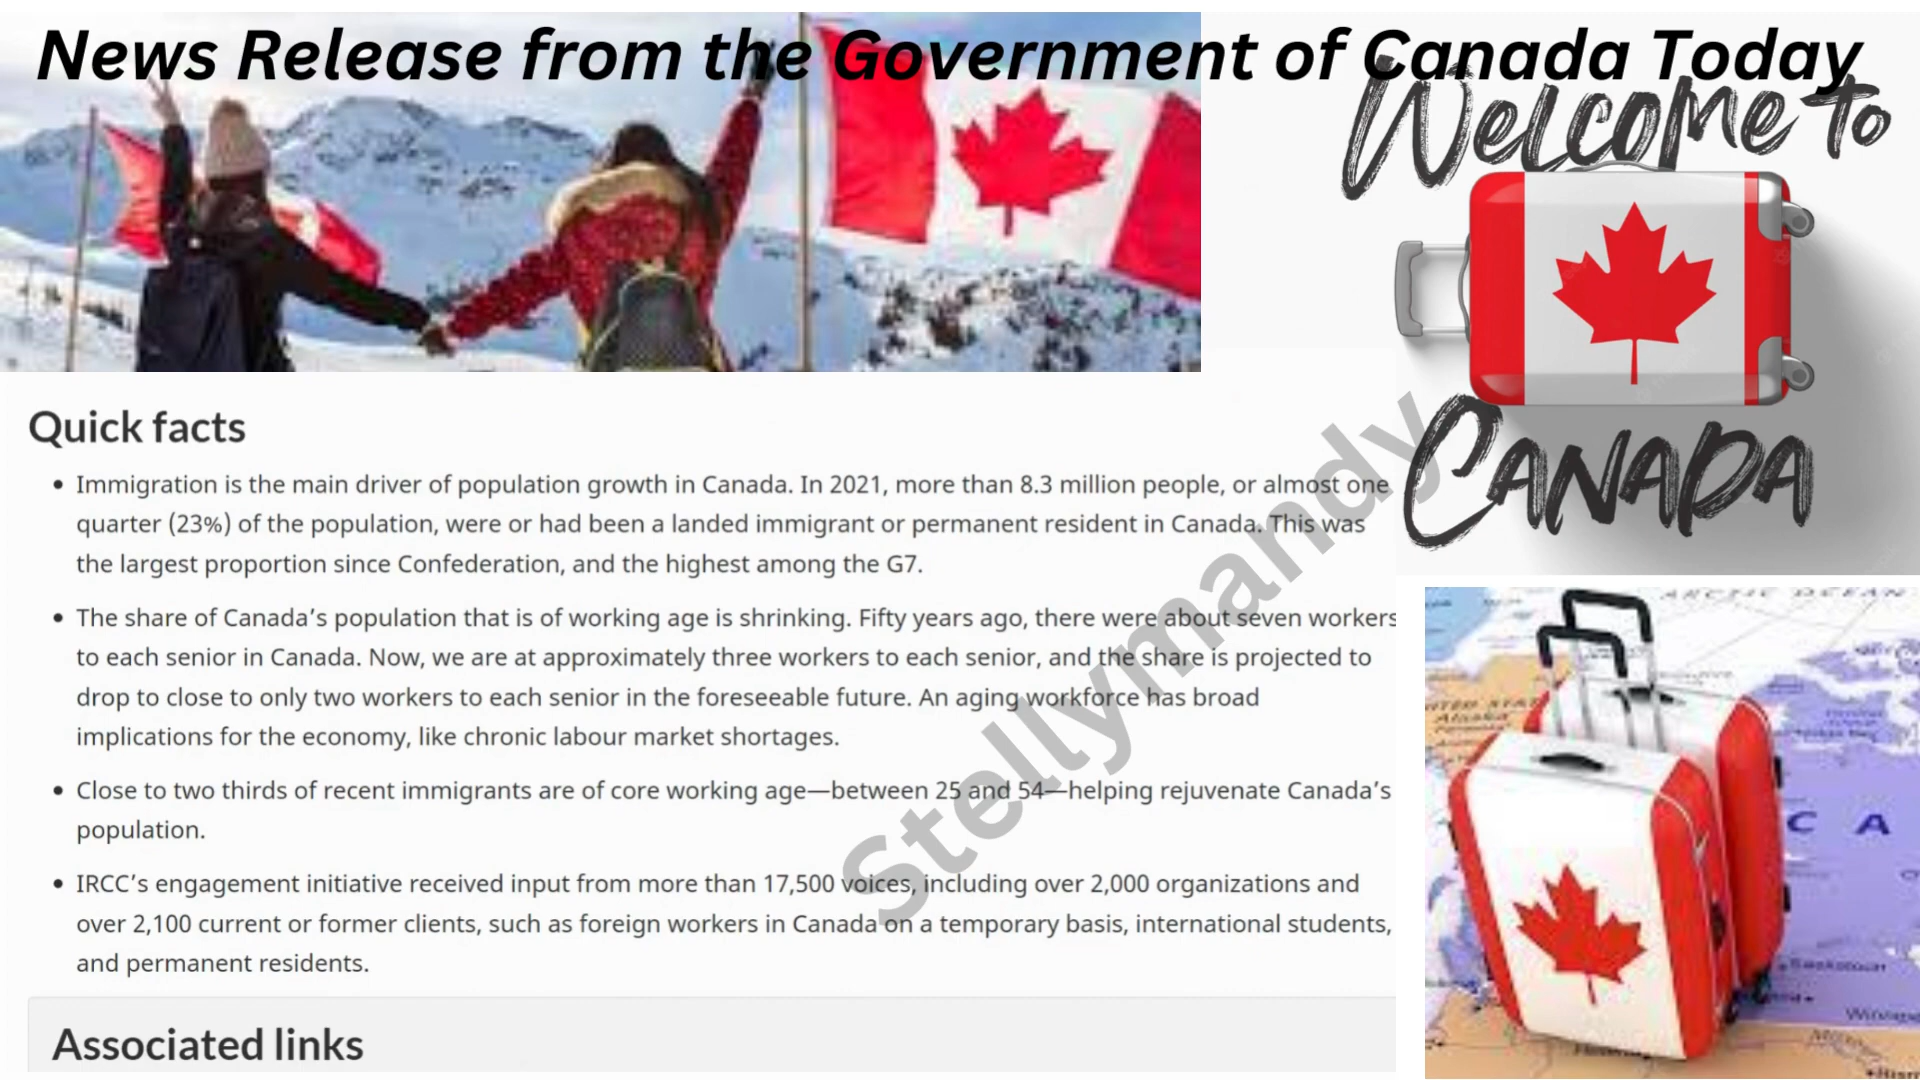 News Release from the Government of Canada Today
Welcome to
CANADA
Quick facts
• Immigration is the main driver of population growth in Canada. In 2021, more than 8.3 million people, or almost one
quarter (23%) of the population, were or had been a landed immigrant or permanent resident in Canada. This was
the largest proportion since Confederation, and the highest among the G7.
• The share of Canada’s population that is of working age is shrinking. Fifty years ago, there were about seven workers
to each senior in Canada. Now, we are at approximately three workers to each senior, and the share is projected to
drop to close to only two workers to each senior in the foreseeable future. An aging workforce has broad
implications for the economy, like chronic labour market shortages.
• Close to two thirds of recent immigrants are of core working age—between 25 and 54—helping rejuvenate Canada’s
population.
• IRCC’s engagement initiative received input from more than 17,500 voices, including over 2,000 organizations and
over 2,100 current or former clients, such as foreign workers in Canada on a temporary basis, international students,
and permanent residents.
Associated links
Stellymandy
ARCTIC OCEAN
Alaska
C A
Saskatoon